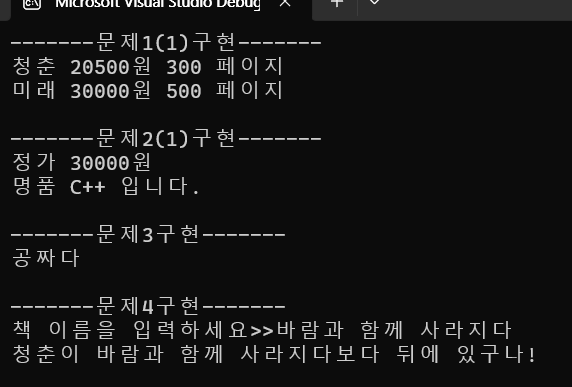 Microsoft Visual Studio Debug
-------문제1(1)구현-------
청춘 20500원 300 페이지
미래 30000원 500 페이지
-------문제2(1)구현-------
정가 30000원
명품 C++ 입니다.
-------문제3구현-------
공짜다
-------문제4구현-------
책 이름을 입력하세요>>바람과 함께 사라지다
청춘이 바람과 함께 사라지다보다 뒤에 있구나!